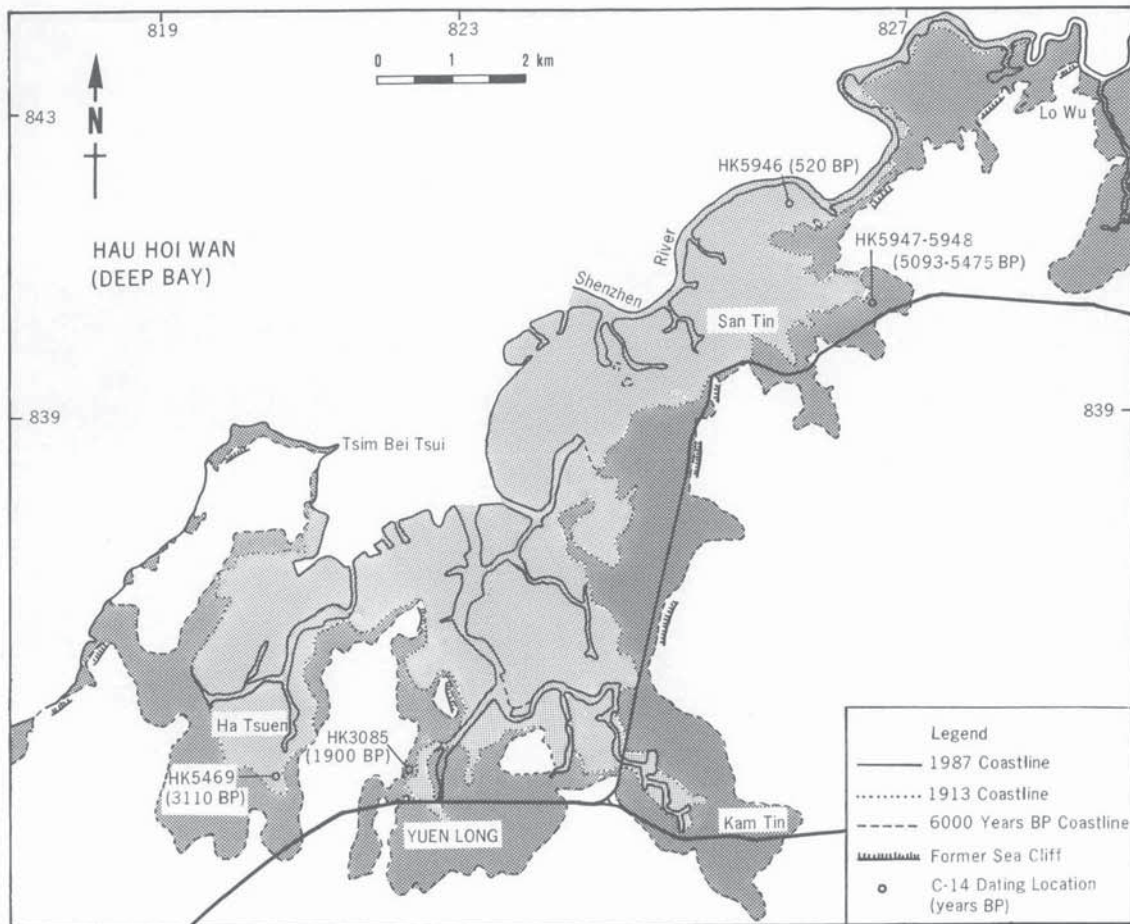 819
823
827
0 1 2 km
843
N
Lo Wu
HK5946 (520 BP)
HAU HOI WAN
(DEEP BAY)
River
HK5947-5948
(5093-5475 BP)
Shenzhen
San Tin
839
839
Tsim Bei Tsui
Ha Tsuen
HK3085
(1900 BP)
HK5469
(3110 BP)
YUEN LONG
Kam Tin
Legend
1987 Coastline
1913 Coastline
6000 Years BP Coastline
Former Sea Cliff
C-14 Dating Location
(years BP)